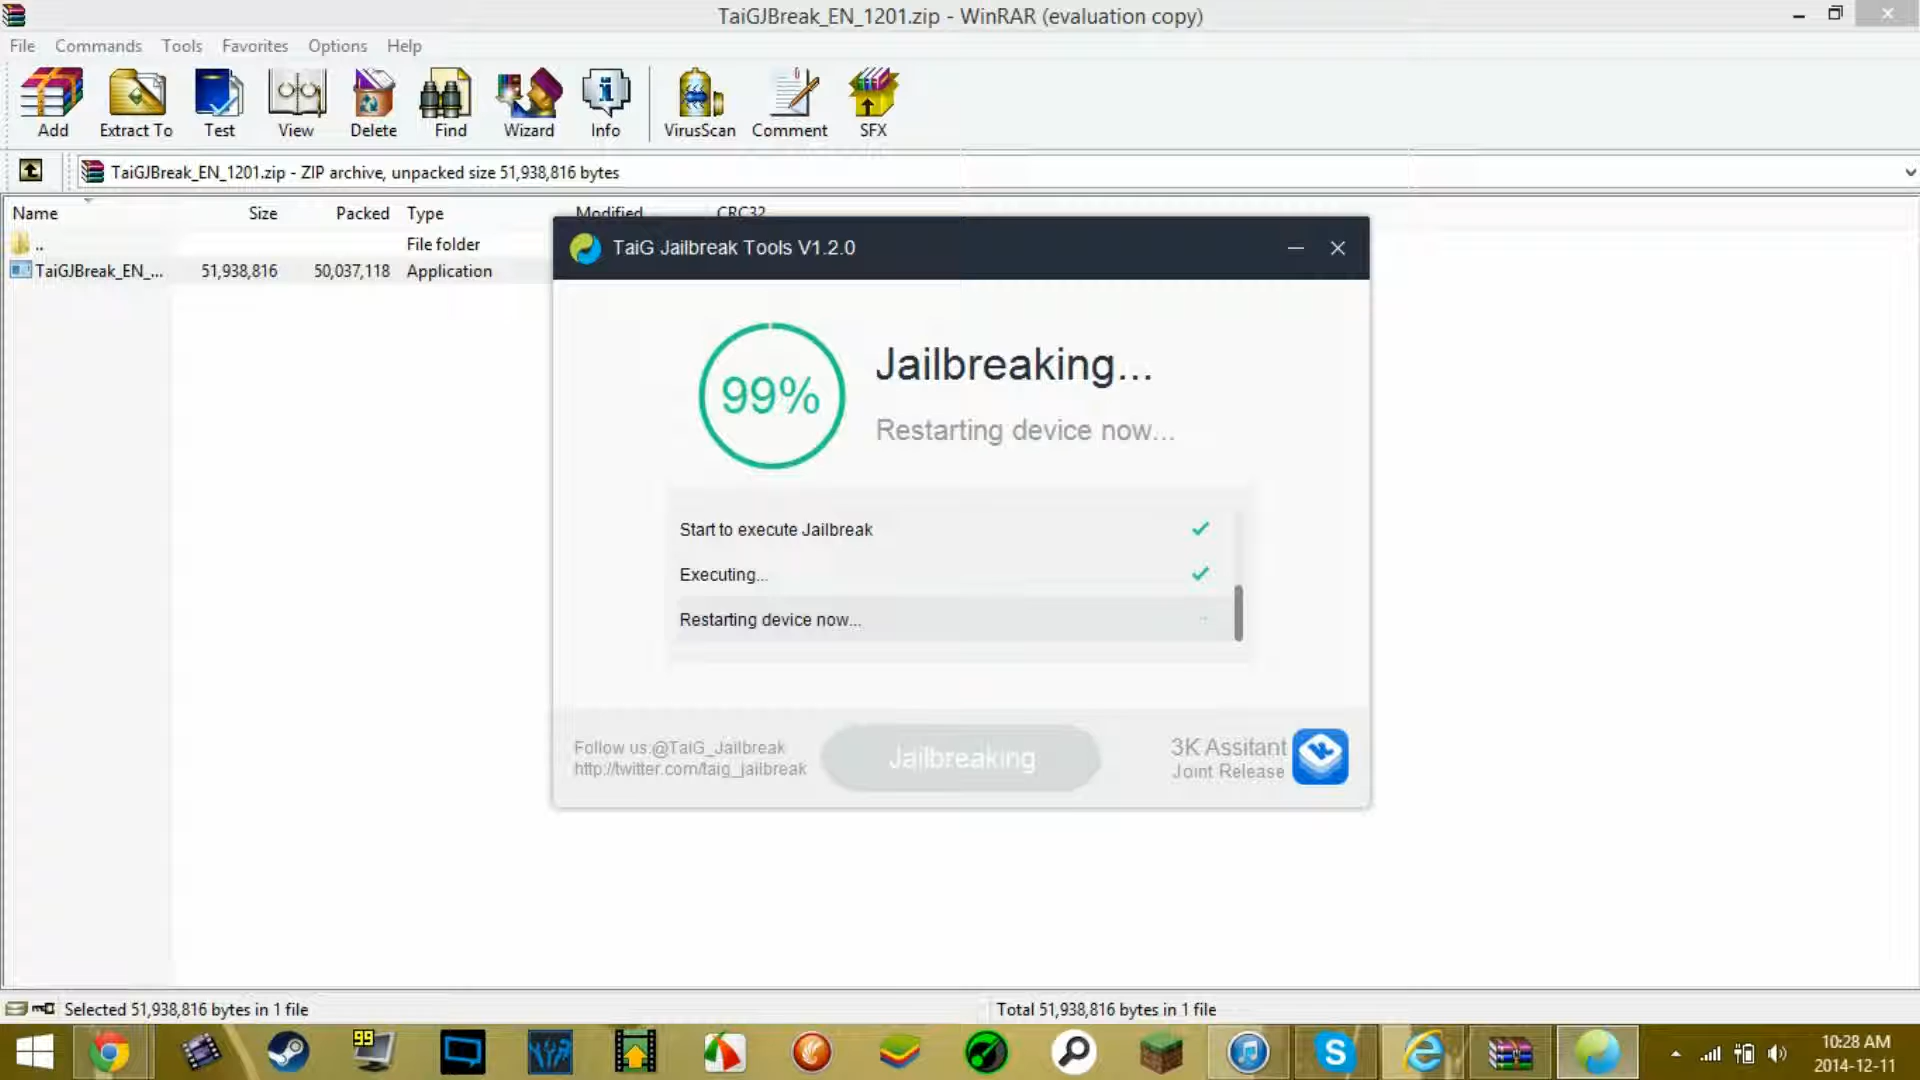 TaiGJBreak_EN_1201.zip - WinRAR (evaluation copy)
File Commands Tools Favorites Options Help
Add Extract To Test View Delete Find Wizard Info VirusScan Comment SFX
TaiGJBreak_EN_1201.zip - ZIP archive, unpacked size 51,938,816 bytes
Name Size Packed Type Modified CRC32
.. File folder
TaiGJBreak_EN_... 51,938,816 50,037,118 Application
TaiG Jailbreak Tools V1.2.0
99%
Jailbreaking...
Restarting device now...
Start to execute Jailbreak
Executing...
Restarting device now...
Follow us:@TaiG_Jailbreak
http://twitter.com/taig_jailbreak
Jailbreaking
3K Assitant
Joint Release
Selected 51,938,816 bytes in 1 file
Total 51,938,816 bytes in 1 file
99
10:28 AM
2014-12-11